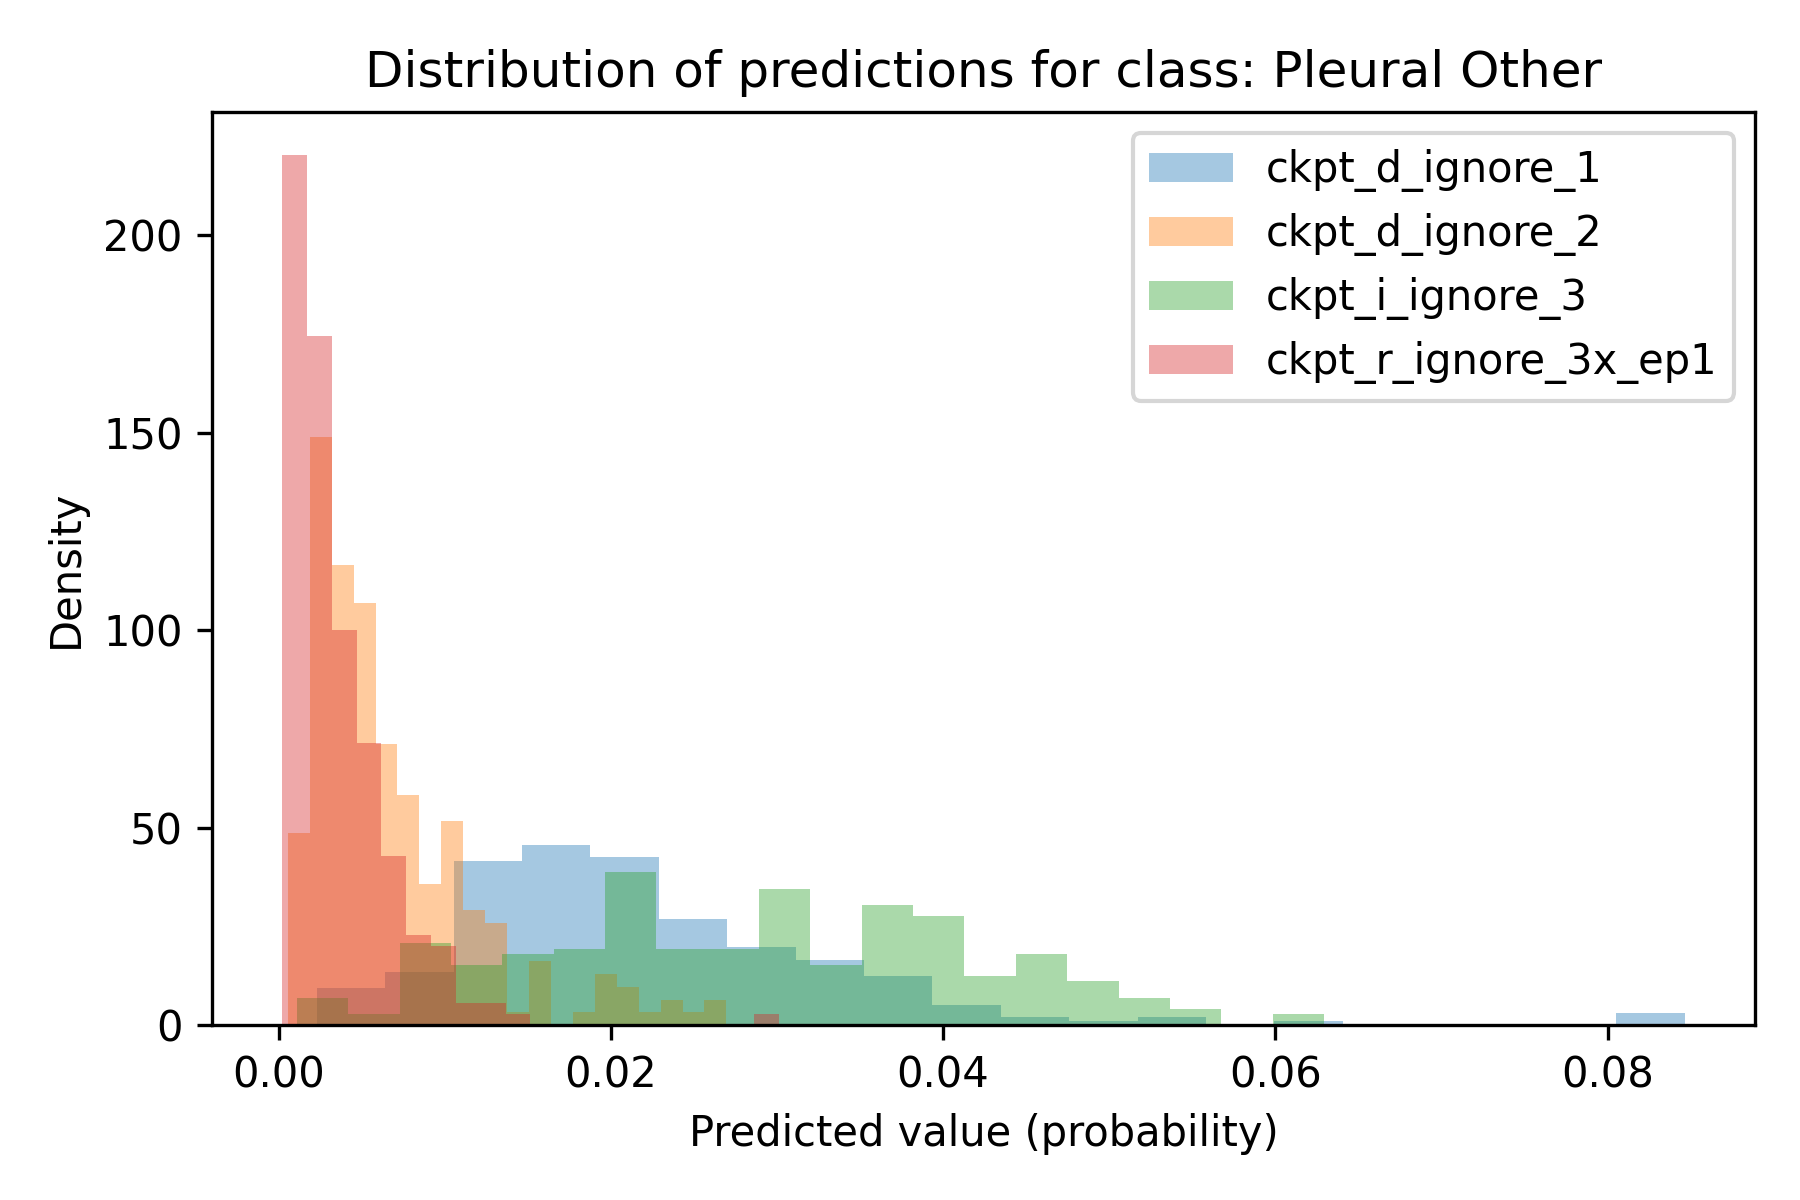 Distribution of predictions for class: Pleural Other
ckpt_d_ignore_1
ckpt_d_ignore_2
ckpt_i_ignore_3
ckpt_r_ignore_3x_ep1
Density
200
150
100
50
0
0.00 0.02 0.04 0.06 0.08
Predicted value (probability)